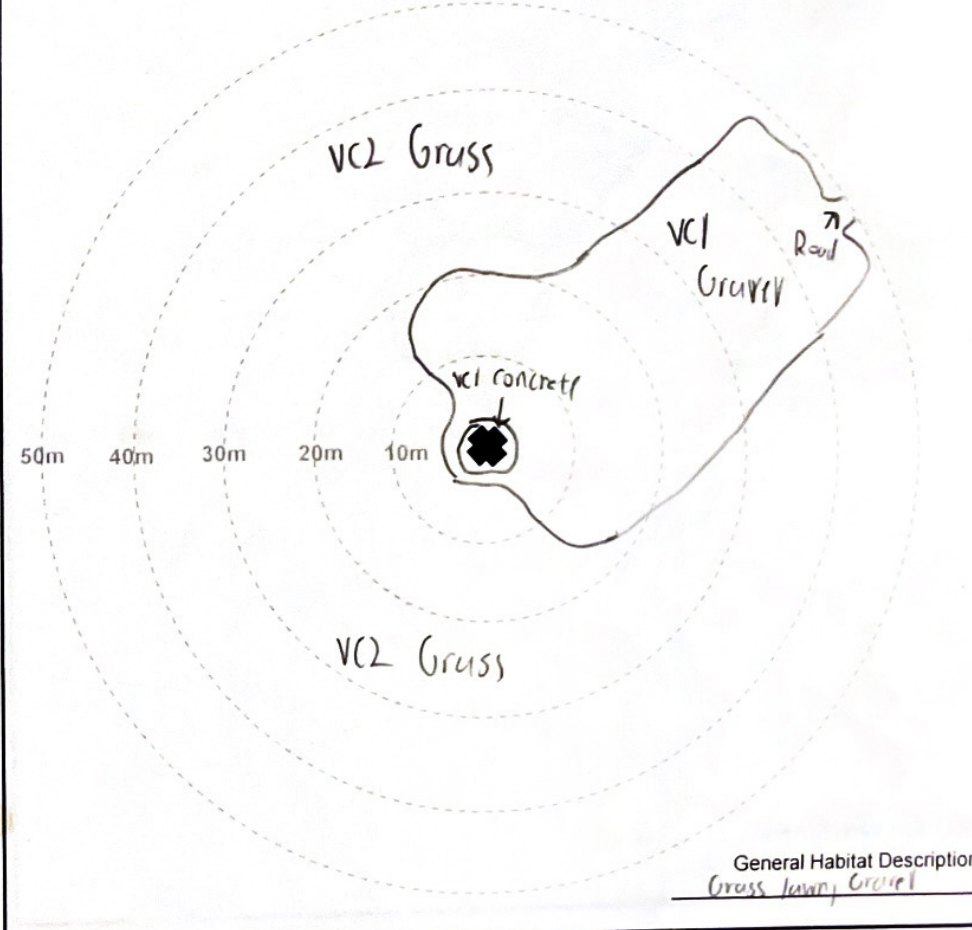 VC2 Grass
VC1
Gravel
Road
VC1 Concrete
50m 40m 30m 20m 10m
VC2 Grass
General Habitat Description
Grass lawn, Gravel